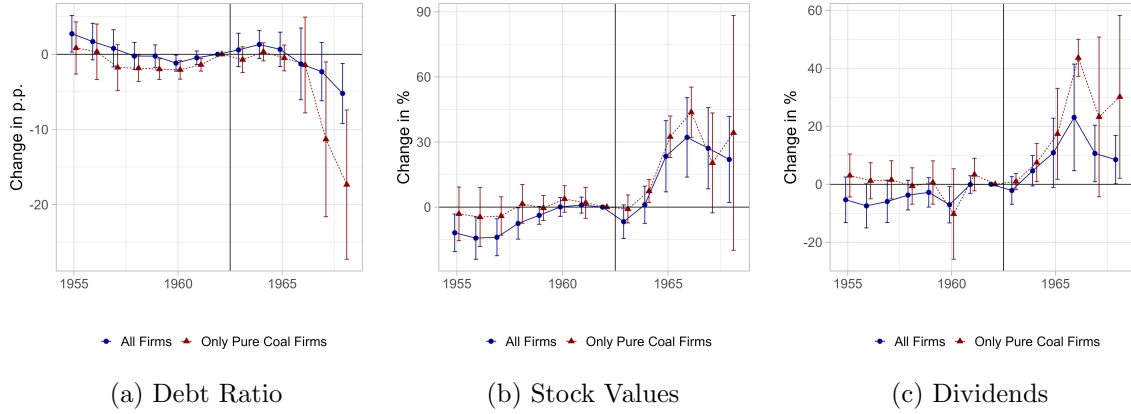 Change in p.p.
0
-10
-20
1955
1960
1965
All Firms
Only Pure Coal Firms
(a) Debt Ratio
Change in %
90
60
30
0
1955
1960
1965
All Firms
Only Pure Coal Firms
(b) Stock Values
Change in %
60
40
20
0
-20
1955
1960
1965
All Firms
Only Pure Coal Firms
(c) Dividends